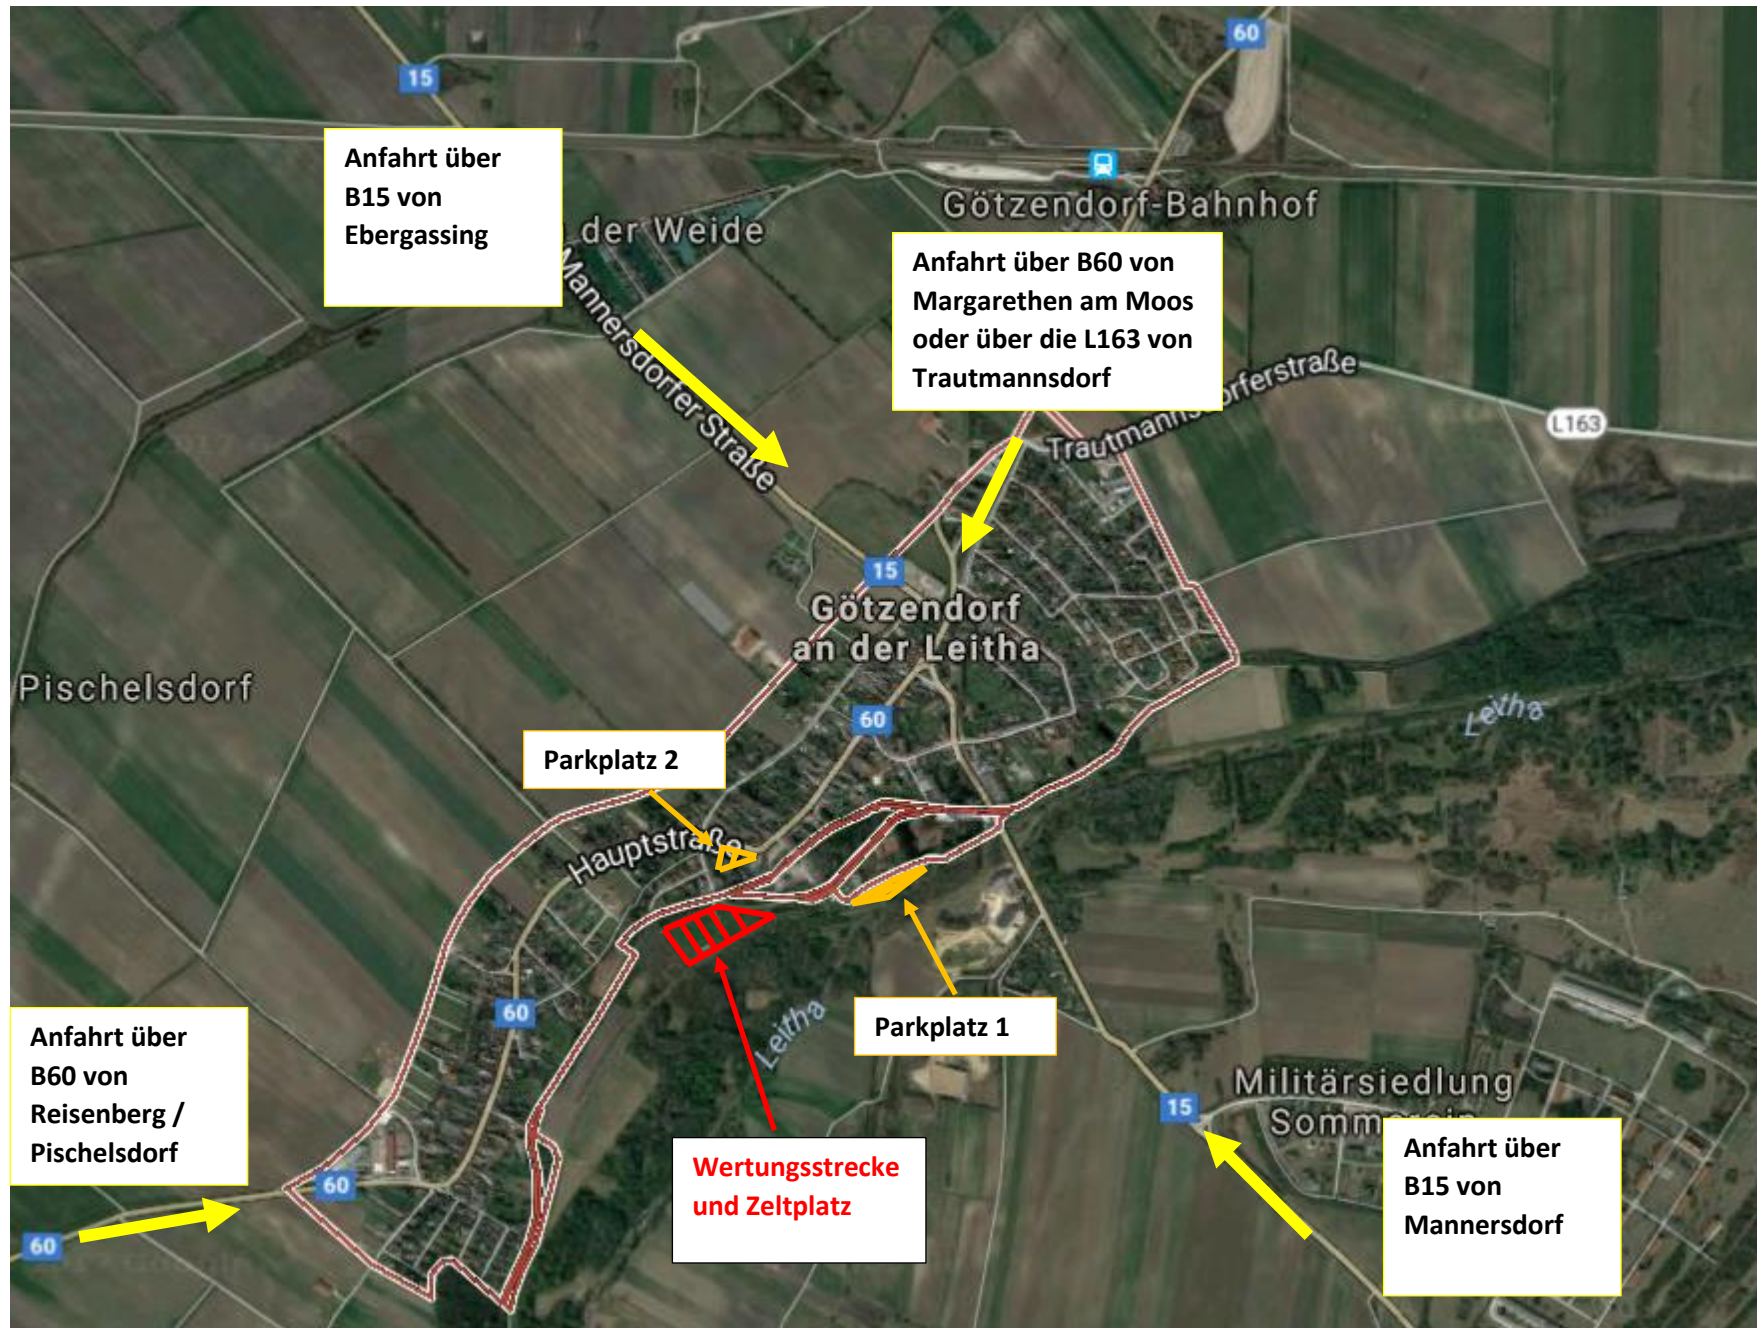 60
15
Anfahrt über
B15 von
Ebergassing
der Weide
Götzendorf-Bahnhof
Anfahrt über B60 von
Margarethen am Moos
oder über die L163 von
Trautmannsdorf
Mannersdorfer Straße
Trautmannsdorferstraße
L163
15
Götzendorf
an der Leitha
Pischelsdorf
60
Leitha
Parkplatz 2
Hauptstraße
60
Leitha
Parkplatz 1
Anfahrt über
B60 von
Reisenberg /
Pischelsdorf
Militärsiedlung
Sommerein
15
Anfahrt über
B15 von
Mannersdorf
Wertungsstrecke
und Zeltplatz
60
60